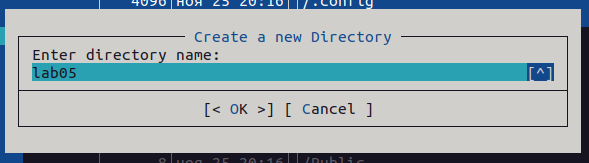 4096│ноя 25 20:16││/.config
Create a new Directory
Enter directory name:
lab05 [^]
[< OK >] [ Cancel ]
8│ноя 25 20:16││/Public